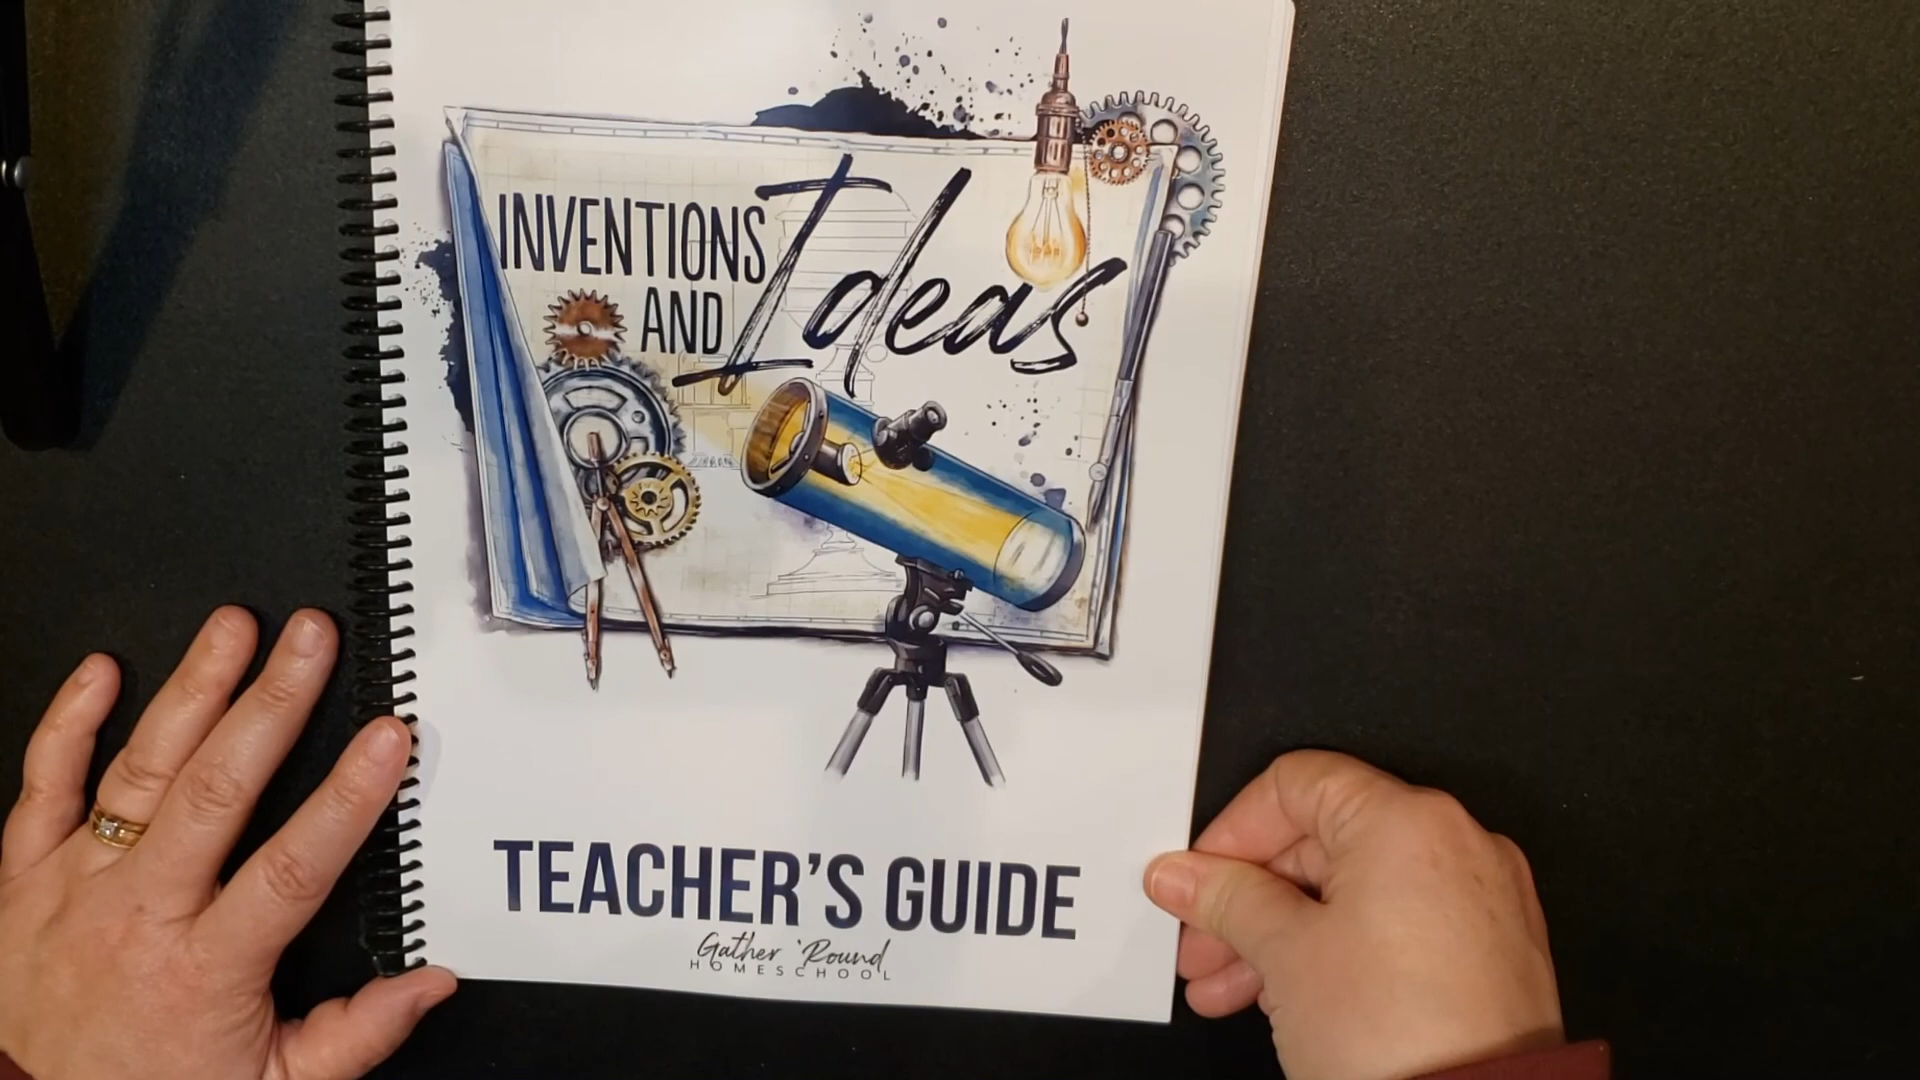 INVENTIONS
AND Ideas
TEACHER'S GUIDE
Gather 'Round
HOMESCHOOL